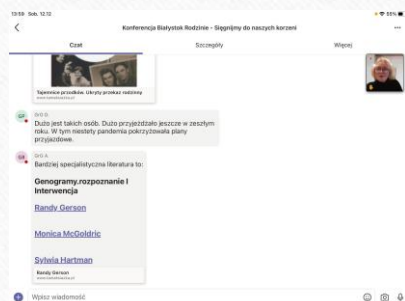 13:59 Sob. 12.12
55%
Konferencja Białystok Rodzinie - Sięgnijmy do naszych korzeni
Czat
Szczegóły
Więcej
Tajemnice przodków. Ukryty przekaz rodzinny
Dużo jest takich osób. Dużo przyjeżdżało jeszcze w zeszłym
roku. W tym niestety pandemia pokrzyżowała plany
przyjazdowe.
Bardziej specjalistyczna literatura to:
Genogramy.rozpoznanie I
Interwencja
Randy Gerson
Monica McGoldric
Sylwia Hartman
Randy Gerson
Wpisz wiadomość